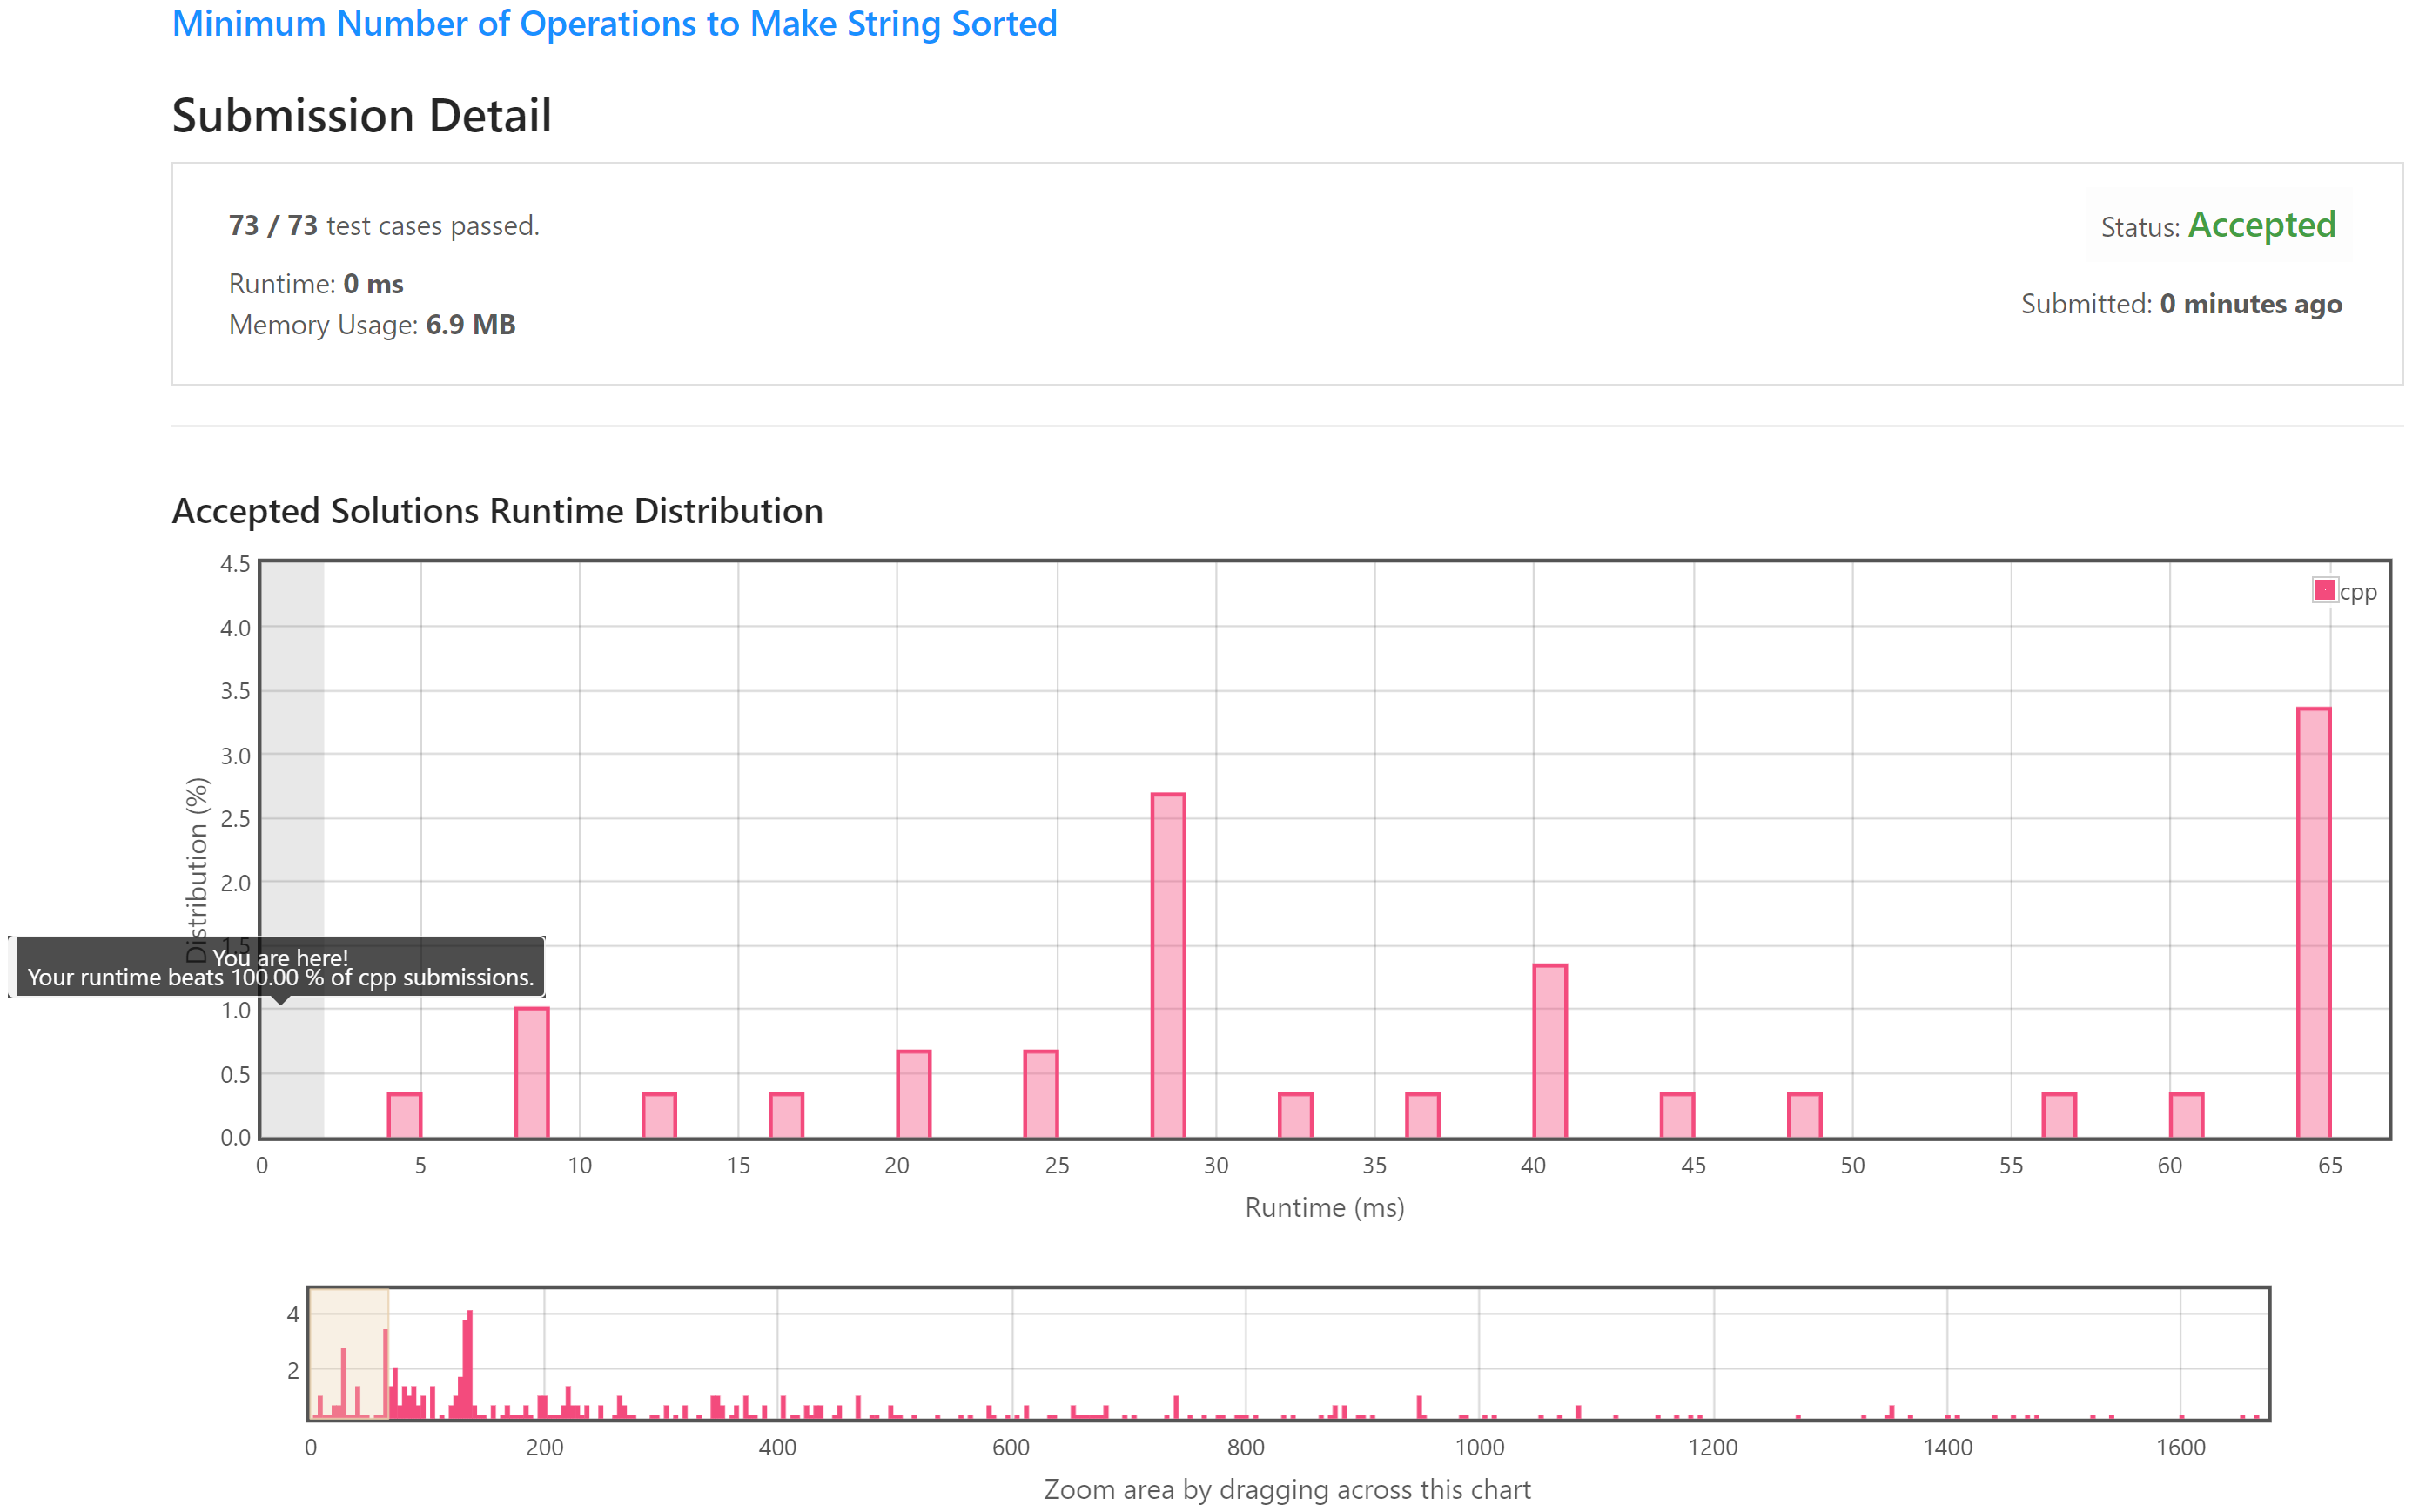 Minimum Number of Operations to Make String Sorted
Submission Detail
73 / 73 test cases passed.
Status: Accepted
Runtime: 0 ms
Memory Usage: 6.9 MB
Submitted: 0 minutes ago
Accepted Solutions Runtime Distribution
4.5
4.0
3.5
3.0
2.5
2.0
1.5
1.0
0.5
0.0
Distribution (%)
cpp
You are here!
Your runtime beats 100.00 % of cpp submissions.
0 5 10 15 20 25 30 35 40 45 50 55 60 65
Runtime (ms)
4
2
0 200 400 600 800 1000 1200 1400 1600
Zoom area by dragging across this chart